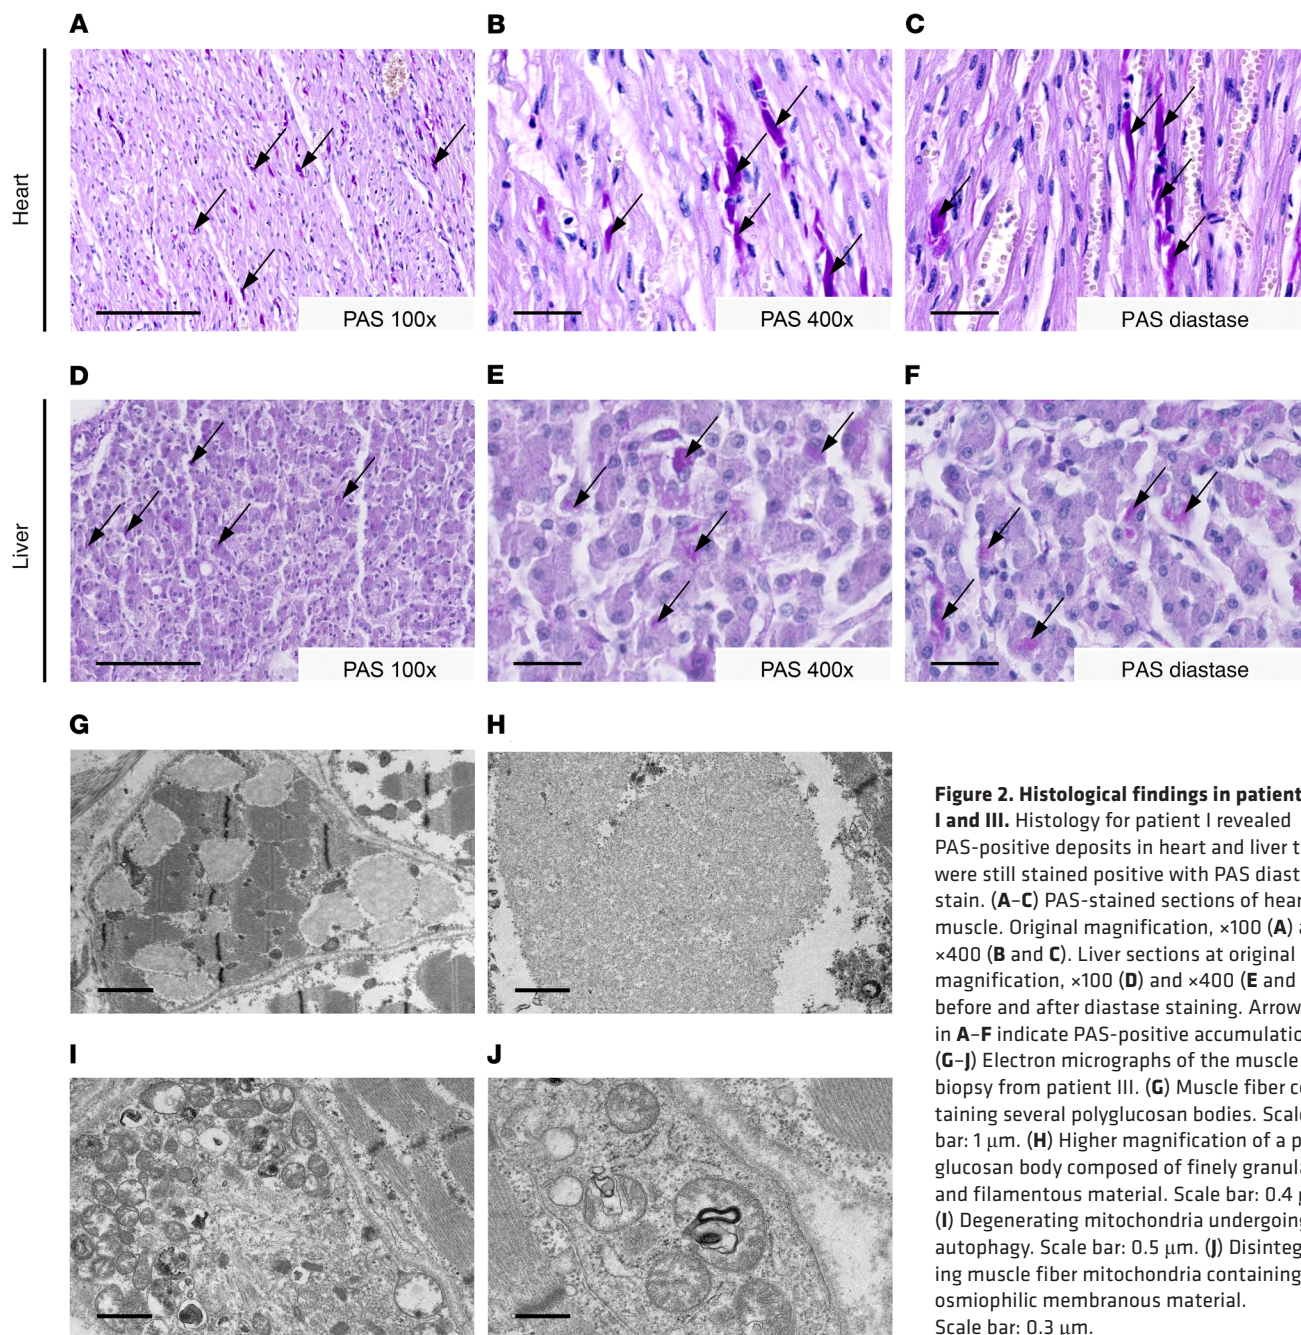 A
B
C
Heart
PAS 100x
PAS 400x
PAS diastase
D
E
F
Liver
PAS 100x
PAS 400x
PAS diastase
G
H
I
J
Figure 2. Histological findings in patient
I and III. Histology for patient I revealed
PAS-positive deposits in heart and liver t
were still stained positive with PAS diast
stain. (A–C) PAS-stained sections of hear
muscle. Original magnification, ×100 (A) a
×400 (B and C). Liver sections at original
magnification, ×100 (D) and ×400 (E and
before and after diastase staining. Arrow
in A–F indicate PAS-positive accumulatio
(G–J) Electron micrographs of the muscle
biopsy from patient III. (G) Muscle fiber co
taining several polyglucosan bodies. Scale
bar: 1 μm. (H) Higher magnification of a p
glucosan body composed of finely granula
and filamentous material. Scale bar: 0.4 μ
(I) Degenerating mitochondria undergoing
autophagy. Scale bar: 0.5 μm. (J) Disinteg
ing muscle fiber mitochondria containing
osmiophilic membranous material.
Scale bar: 0.3 μm.